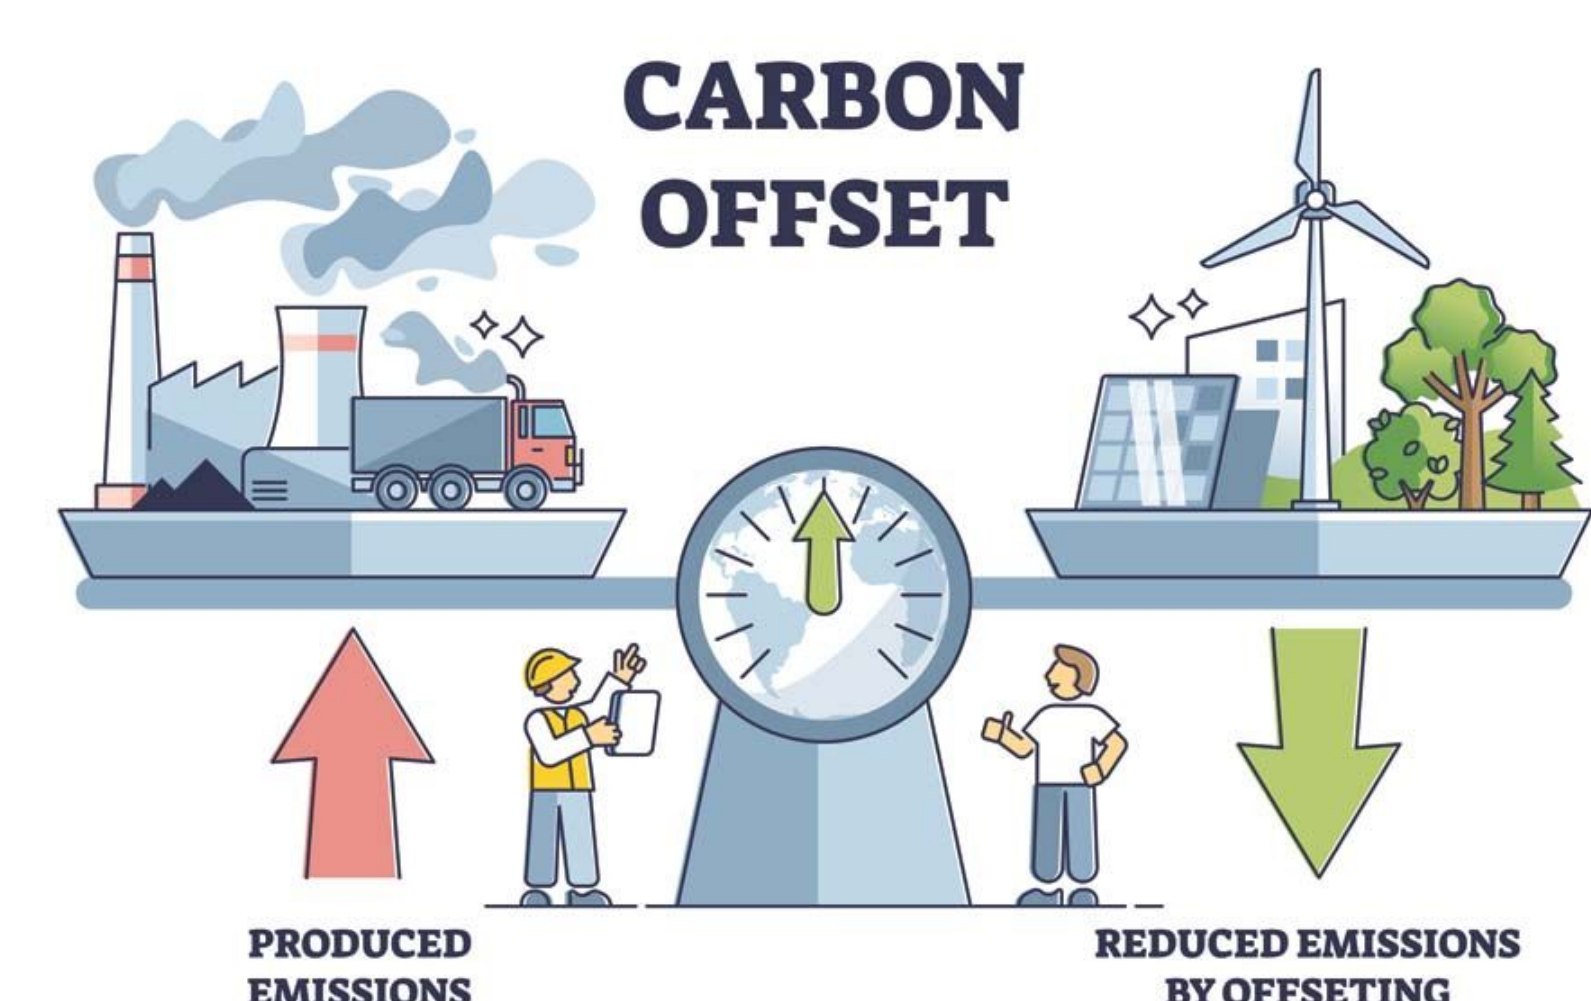 CARBON
OFFSET
PRODUCED
EMISSIONS
REDUCED EMISSIONS
BY OFFSETING